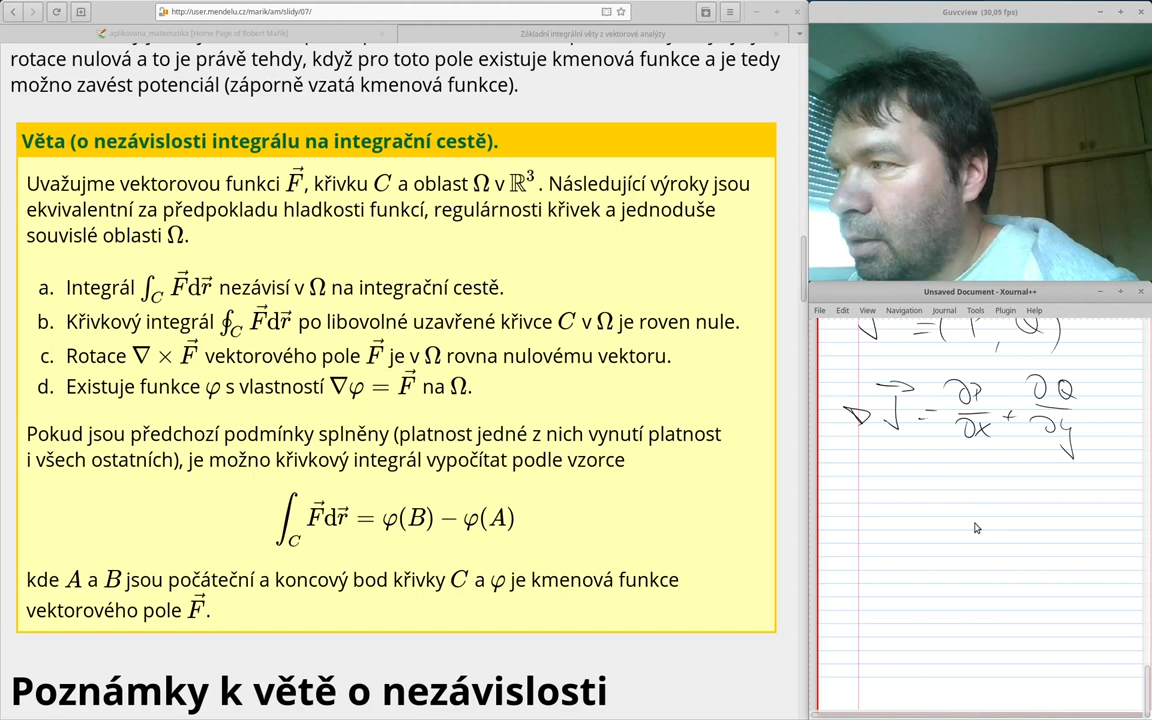 http://user.mendelu.cz/marik/am/slidy/07/
aplikovana_matematika [Home Page of Robert Mařík]
Základní integrální věty z vektorové analýzy
rotace nulová a to je právě tehdy, když pro toto pole existuje kmenová funkce a je tedy
možno zavést potenciál (záporně vzatá kmenová funkce).
Věta (o nezávislosti integrálu na integrační cestě).
Uvažujme vektorovou funkci F⃗, křivku C a oblast Ω v ℝ³. Následující výroky jsou
ekvivalentní za předpokladu hladkosti funkcí, regulárnosti křivek a jednoduše
souvislé oblasti Ω.
a. Integrál ∫_C F⃗dr⃗ nezávisí v Ω na integrační cestě.
b. Křivkový integrál ∮_C F⃗dr⃗ po libovolné uzavřené křivce C v Ω je roven nule.
c. Rotace ∇ × F⃗ vektorového pole F⃗ je v Ω rovna nulovému vektoru.
d. Existuje funkce φ s vlastností ∇φ = F⃗ na Ω.
Pokud jsou předchozí podmínky splněny (platnost jedné z nich vynutí platnost
i všech ostatních), je možno křivkový integrál vypočítat podle vzorce
∫_C F⃗dr⃗ = φ(B) − φ(A)
kde A a B jsou počáteční a koncový bod křivky C a φ je kmenová funkce
vektorového pole F⃗.
Poznámky k větě o nezávislosti
Guvcview (30,05 fps)
Unsaved Document - Xournal++
File Edit View Navigation Journal Tools Plugin Help
= (P, Q)
∇ J⃗ = ∂P/∂x + ∂Q/∂y